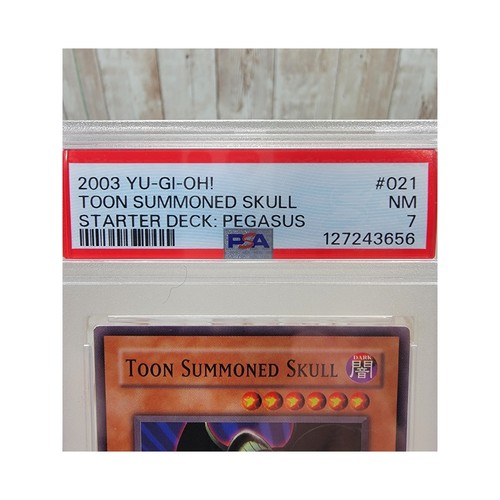 2003 YU-GI-OH! #021
TOON SUMMONED SKULL NM
STARTER DECK: PEGASUS 7
PSA 127243656
TOON SUMMONED SKULL
DARK
闇